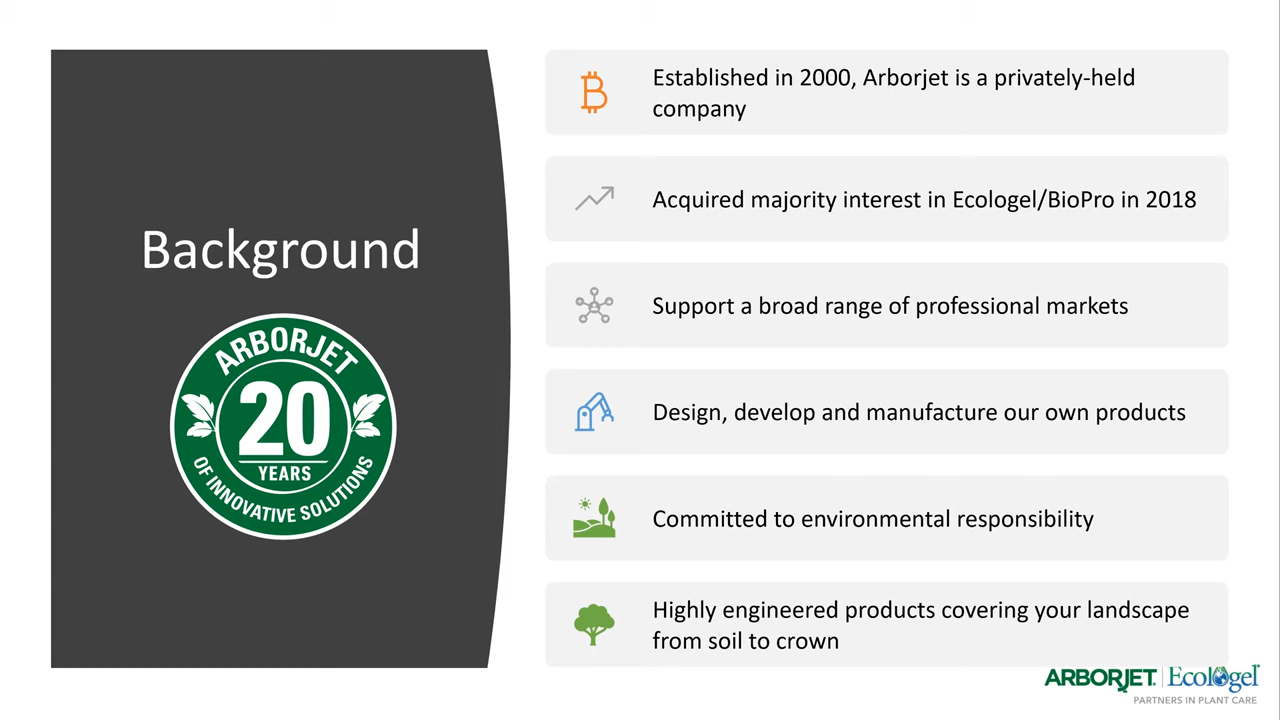 Background
ARBORJET
20
YEARS
OF INNOVATIVE SOLUTIONS
Established in 2000, Arborjet is a privately-held
company
Acquired majority interest in Ecologel/BioPro in 2018
Support a broad range of professional markets
Design, develop and manufacture our own products
Committed to environmental responsibility
Highly engineered products covering your landscape
from soil to crown
ARBORJET Ecologel
PARTNERS IN PLANT CARE